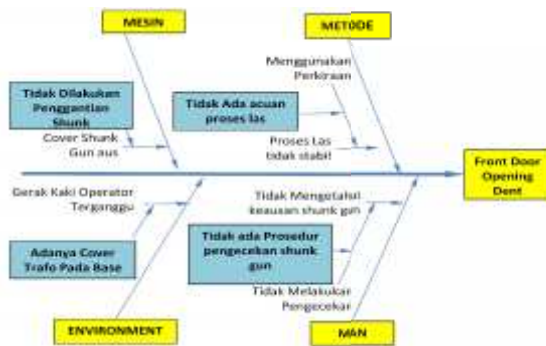 MESIN
METODE
Menggunakan
Perkiraan
Tidak Dilakukan
Penggantian
Shunk
Tidak Ada acuan
proses las
Cover Shunk
Gun aus
Proses Las
tidak stabil
Front Door
Opening
Dent
Gerak Kaki Operator
Terganggu
Tidak Mengetahui
keausan shunk gun
Adanya Cover
Trafo Pada Base
Tidak ada Prosedur
pengecekan shunk
gun
Tidak Melakukan
Pengecekan
ENVIRONMENT
MAN